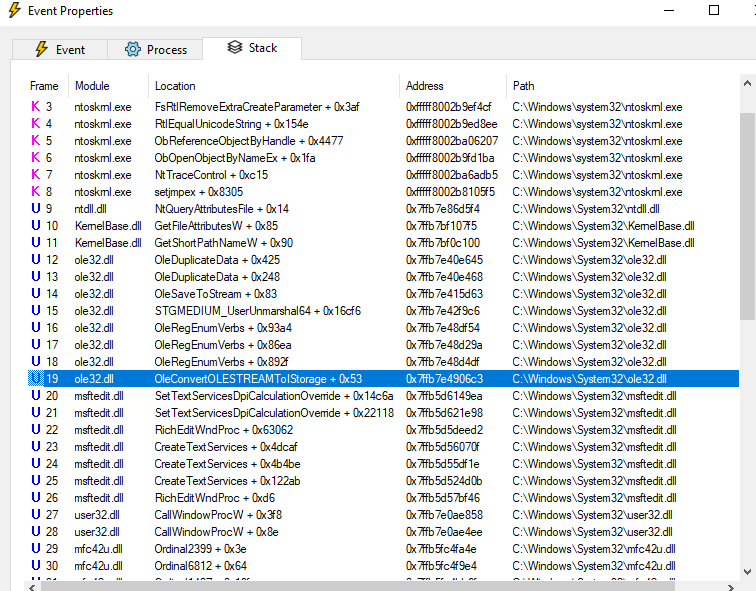 Event Properties
Event Process Stack
Frame Module Location Address Path
K 3 ntoskrnl.exe FsRtlRemoveExtraCreateParameter + 0x3af 0xfffff8002b9ef4cf C:\Windows\system32\ntoskrnl.exe
K 4 ntoskrnl.exe RtlEqualUnicodeString + 0x154e 0xfffff8002b9ed8ee C:\Windows\system32\ntoskrnl.exe
K 5 ntoskrnl.exe ObReferenceObjectByHandle + 0x4477 0xfffff8002ba06207 C:\Windows\system32\ntoskrnl.exe
K 6 ntoskrnl.exe ObOpenObjectByNameEx + 0x1fa 0xfffff8002b9fd1ba C:\Windows\system32\ntoskrnl.exe
K 7 ntoskrnl.exe NtTraceControl + 0xc15 0xfffff8002ba6adb5 C:\Windows\system32\ntoskrnl.exe
K 8 ntoskrnl.exe setjmpex + 0x8305 0xfffff8002b8105f5 C:\Windows\system32\ntoskrnl.exe
U 9 ntdll.dll NtQueryAttributesFile + 0x14 0x7ffb7e86d5f4 C:\Windows\System32\ntdll.dll
U 10 KernelBase.dll GetFileAttributesW + 0x85 0x7ffb7bf107f5 C:\Windows\System32\KernelBase.dll
U 11 KernelBase.dll GetShortPathNameW + 0x90 0x7ffb7bf0c100 C:\Windows\System32\KernelBase.dll
U 12 ole32.dll OleDuplicateData + 0x425 0x7ffb7e40e645 C:\Windows\System32\ole32.dll
U 13 ole32.dll OleDuplicateData + 0x248 0x7ffb7e40e468 C:\Windows\System32\ole32.dll
U 14 ole32.dll OleSaveToStream + 0x83 0x7ffb7e415d63 C:\Windows\System32\ole32.dll
U 15 ole32.dll STGMEDIUM_UserUnmarshal64 + 0x16cf6 0x7ffb7e42f9c6 C:\Windows\System32\ole32.dll
U 16 ole32.dll OleRegEnumVerbs + 0x93a4 0x7ffb7e48df54 C:\Windows\System32\ole32.dll
U 17 ole32.dll OleRegEnumVerbs + 0x86ea 0x7ffb7e48d29a C:\Windows\System32\ole32.dll
U 18 ole32.dll OleRegEnumVerbs + 0x892f 0x7ffb7e48d4df C:\Windows\System32\ole32.dll
U 19 ole32.dll OleConvertOLESTREAMToIStorage + 0x53 0x7ffb7e4906c3 C:\Windows\System32\ole32.dll
U 20 msftedit.dll SetTextServicesDpiCalculationOverride + 0x14c6a 0x7ffb5d6149ea C:\Windows\System32\msftedit.dll
U 21 msftedit.dll SetTextServicesDpiCalculationOverride + 0x22118 0x7ffb5d621e98 C:\Windows\System32\msftedit.dll
U 22 msftedit.dll RichEditWndProc + 0x63062 0x7ffb5d5deed2 C:\Windows\System32\msftedit.dll
U 23 msftedit.dll CreateTextServices + 0x4dcaf 0x7ffb5d56070f C:\Windows\System32\msftedit.dll
U 24 msftedit.dll CreateTextServices + 0x4b4be 0x7ffb5d55df1e C:\Windows\System32\msftedit.dll
U 25 msftedit.dll CreateTextServices + 0x122ab 0x7ffb5d524d0b C:\Windows\System32\msftedit.dll
U 26 msftedit.dll RichEditWndProc + 0xd6 0x7ffb5d57bf46 C:\Windows\System32\msftedit.dll
U 27 user32.dll CallWindowProcW + 0x3f8 0x7ffb7e0ae858 C:\Windows\System32\user32.dll
U 28 user32.dll CallWindowProcW + 0x8e 0x7ffb7e0ae4ee C:\Windows\System32\user32.dll
U 29 mfc42u.dll Ordinal2399 + 0x3e 0x7ffb5fc4fa4e C:\Windows\System32\mfc42u.dll
U 30 mfc42u.dll Ordinal6812 + 0x64 0x7ffb5fc4f9e4 C:\Windows\System32\mfc42u.dll